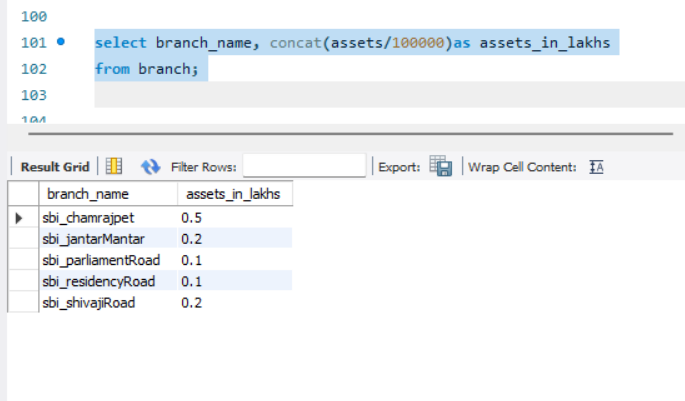 100
101 select branch_name, concat(assets/100000)as assets_in_lakhs
102 from branch;
103
104
Result Grid Filter Rows: Export: Wrap Cell Content: IA
branch_name assets_in_lakhs
sbi_chamrajpet 0.5
sbi_jantarMantar 0.2
sbi_parliamentRoad 0.1
sbi_residencyRoad 0.1
sbi_shivajiRoad 0.2